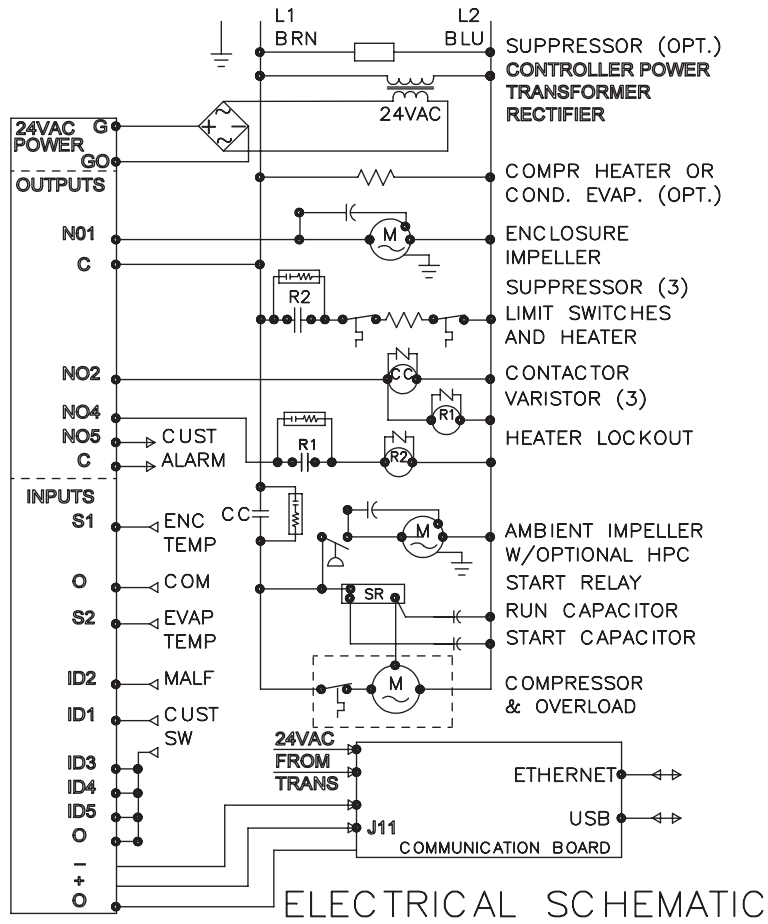 L1
L2
BRN
BLU
SUPPRESSOR (OPT.)
CONTROLLER POWER
TRANSFORMER
RECTIFIER
24VAC
24VAC
POWER
G
GO
COMPR HEATER OR
COND. EVAP. (OPT.)
OUTPUTS
NO1
C
M
ENCLOSURE
IMPELLER
R2
SUPPRESSOR (3)
LIMIT SWITCHES
AND HEATER
NO2
CC
CONTACTOR
VARISTOR (3)
R1
NO4
NO5
CUST
C
ALARM
R1
R2
HEATER LOCKOUT
INPUTS
S1
ENC
TEMP
CC
M
AMBIENT IMPELLER
W/OPTIONAL HPC
O
COM
SR
START RELAY
S2
EVAP
TEMP
RUN CAPACITOR
START CAPACITOR
ID2
MALF
M
COMPRESSOR
& OVERLOAD
ID1
CUST
SW
ID3
ID4
ID5
O
24VAC
FROM
TRANS
J11
ETHERNET
USB
COMMUNICATION BOARD
–
+
O
ELECTRICAL SCHEMATIC